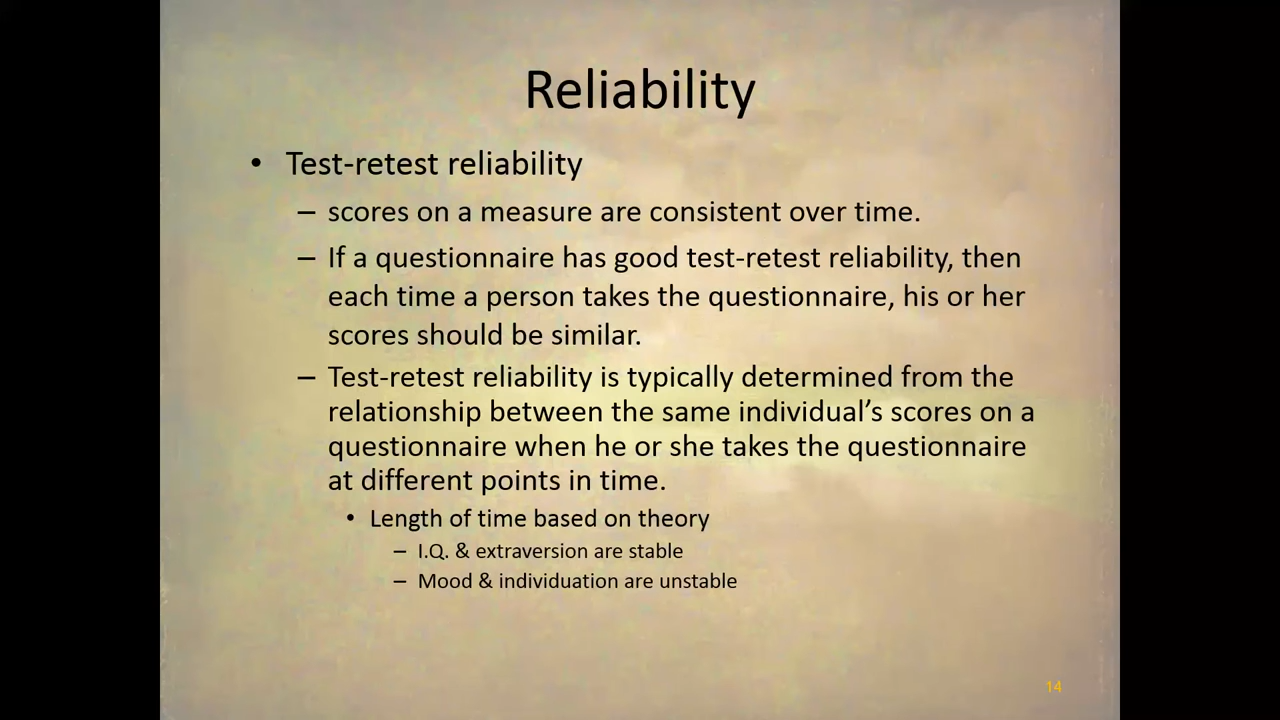 Reliability
• Test-retest reliability
– scores on a measure are consistent over time.
– If a questionnaire has good test-retest reliability, then
each time a person takes the questionnaire, his or her
scores should be similar.
– Test-retest reliability is typically determined from the
relationship between the same individual’s scores on a
questionnaire when he or she takes the questionnaire
at different points in time.
• Length of time based on theory
– I.Q. & extraversion are stable
– Mood & individuation are unstable
14